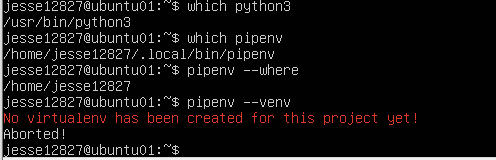 jesse12827@ubuntu01:~$ which python3
/usr/bin/python3
jesse12827@ubuntu01:~$ which pipenv
/home/jesse12827/.local/bin/pipenv
jesse12827@ubuntu01:~$ pipenv --where
/home/jesse12827
jesse12827@ubuntu01:~$ pipenv --venv
No virtualenv has been created for this project yet!
Aborted!
jesse12827@ubuntu01:~$